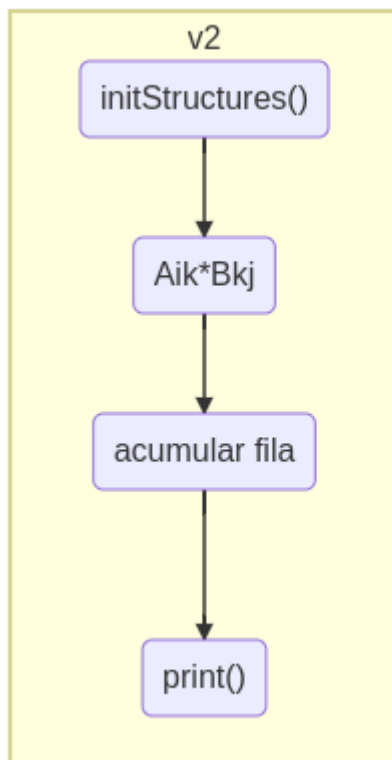 v2
initStructures()
Aik*Bkj
acumular fila
print()